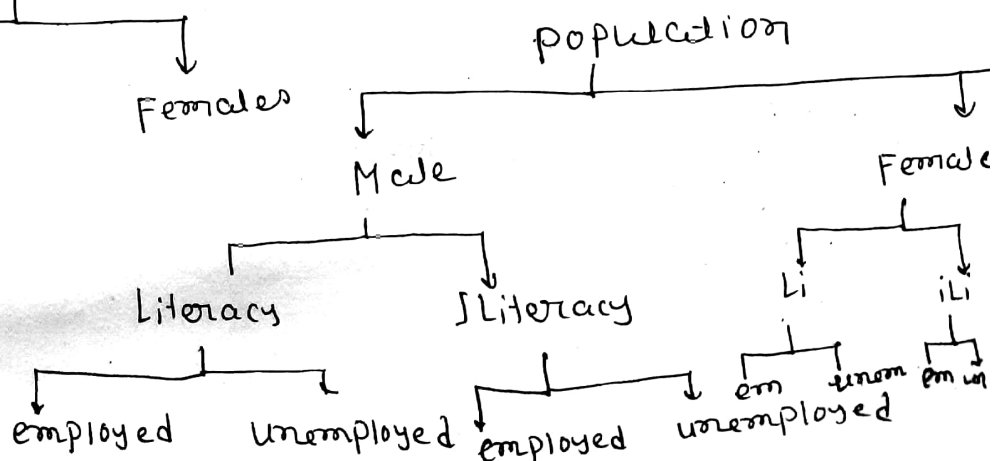 Population
Females
Male Female
Literacy ILiteracy Li iLi
employed unemployed employed unemployed em unem em un